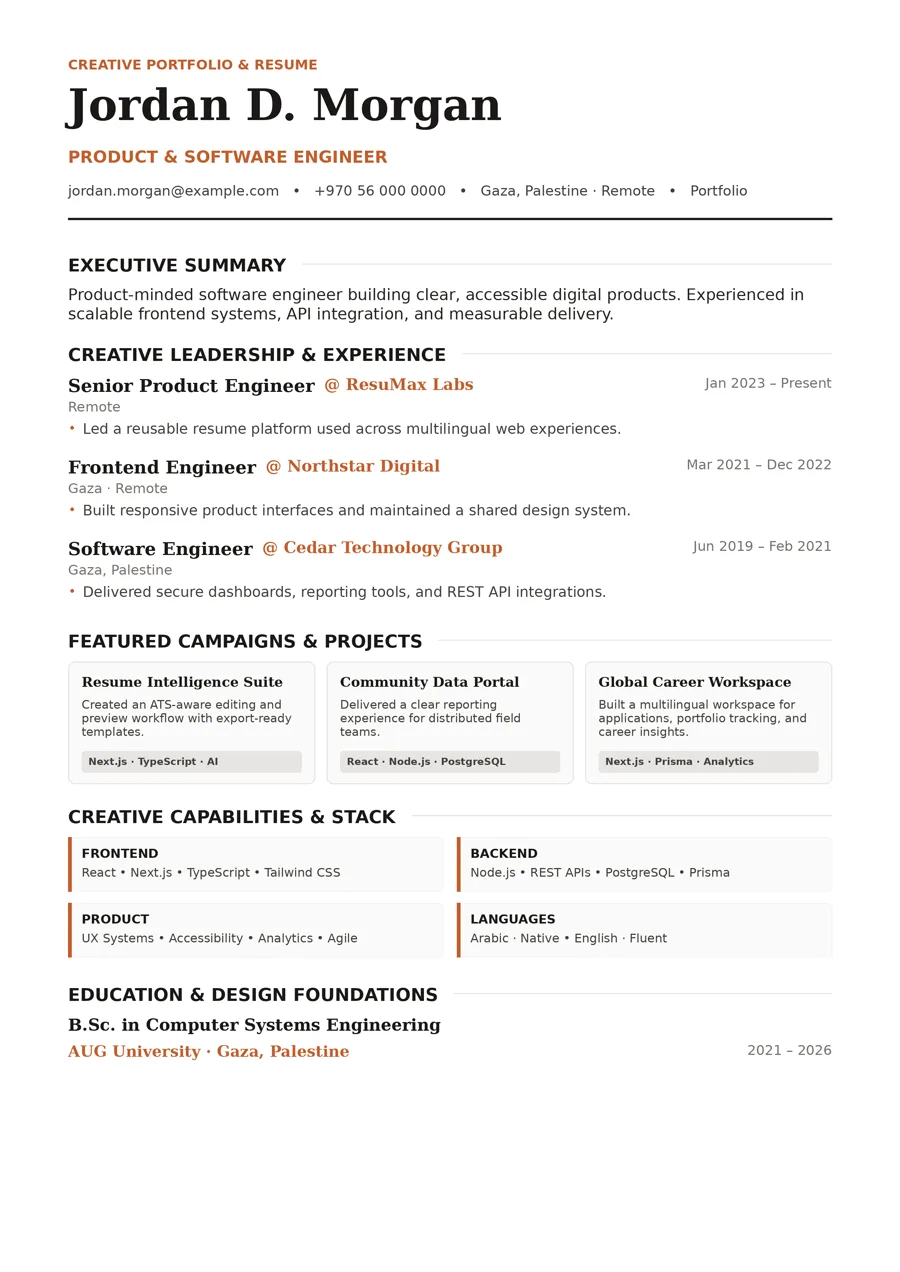 CREATIVE PORTFOLIO & RESUME
Jordan D. Morgan
PRODUCT & SOFTWARE ENGINEER
jordan.morgan@example.com • +970 56 000 0000 • Gaza, Palestine · Remote • Portfolio
EXECUTIVE SUMMARY
Product-minded software engineer building clear, accessible digital products. Experienced in
scalable frontend systems, API integration, and measurable delivery.
CREATIVE LEADERSHIP & EXPERIENCE
Senior Product Engineer @ ResuMax Labs Jan 2023 – Present
Remote
• Led a reusable resume platform used across multilingual web experiences.
Frontend Engineer @ Northstar Digital Mar 2021 – Dec 2022
Gaza · Remote
• Built responsive product interfaces and maintained a shared design system.
Software Engineer @ Cedar Technology Group Jun 2019 – Feb 2021
Gaza, Palestine
• Delivered secure dashboards, reporting tools, and REST API integrations.
FEATURED CAMPAIGNS & PROJECTS
Resume Intelligence Suite
Created an ATS-aware editing and
preview workflow with export-ready
templates.
Next.js · TypeScript · AI
Community Data Portal
Delivered a clear reporting
experience for distributed field
teams.
React · Node.js · PostgreSQL
Global Career Workspace
Built a multilingual workspace for
applications, portfolio tracking, and
career insights.
Next.js · Prisma · Analytics
CREATIVE CAPABILITIES & STACK
FRONTEND
React • Next.js • TypeScript • Tailwind CSS
BACKEND
Node.js • REST APIs • PostgreSQL • Prisma
PRODUCT
UX Systems • Accessibility • Analytics • Agile
LANGUAGES
Arabic · Native • English · Fluent
EDUCATION & DESIGN FOUNDATIONS
B.Sc. in Computer Systems Engineering
AUG University · Gaza, Palestine 2021 – 2026